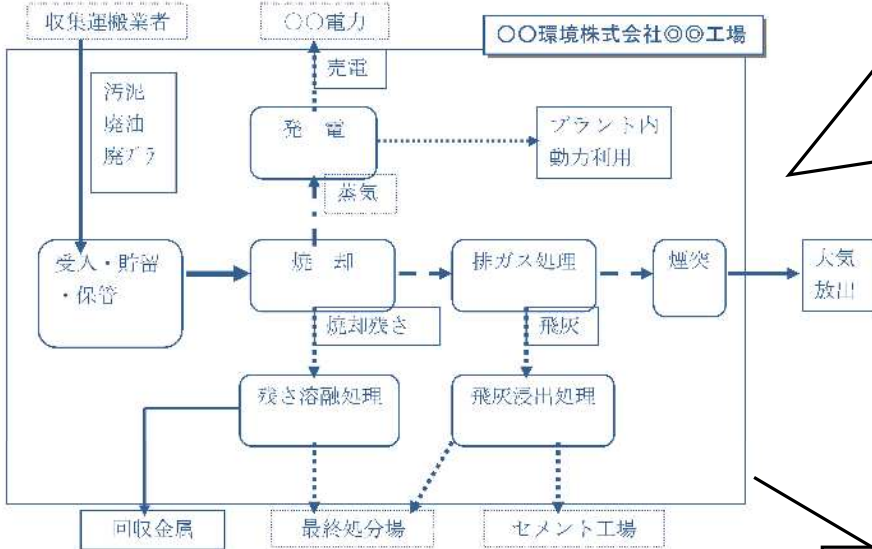 収集運搬業者
〇〇電力
〇〇環境株式会社◎◎工場
売電
汚泥
廃油
廃プラ
発 電
プラント内
動力利用
蒸気
受入・貯留
・保管
焼 却
排ガス処理
煙突
大気
放出
焼却残さ
飛灰
残さ溶融処理
飛灰浸出処理
回収金属
最終処分場
セメント工場